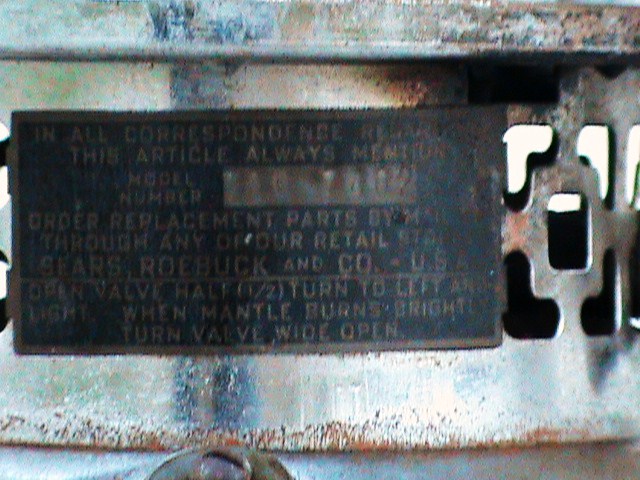 IN ALL CORRESPONDENCE
THIS ARTICLE ALWAYS MENTION
MODEL
NUMBER
ORDER REPLACEMENT PARTS BY
THROUGH ANY OF OUR RETAIL
SEARS, ROEBUCK AND CO. - U.S.A.
OPEN VALVE HALF (1/2) TURN TO LEFT AND
LIGHT. WHEN MANTLE BURNS BRIGHTLY
TURN VALVE WIDE OPEN.